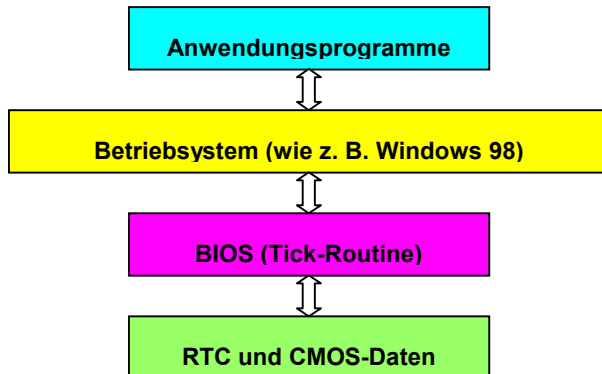 Anwendungsprogramme
Betriebsystem (wie z. B. Windows 98)
BIOS (Tick-Routine)
RTC und CMOS-Daten